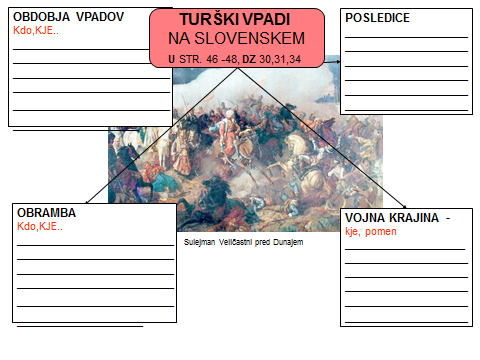 TURŠKI VPADI
NA SLOVENSKEM
U STR. 46 -48, DZ 30,31,34
OBDOBJA VPADOV
Kdo,KJE..
POSLEDICE
OBRAMBA
Kdo,KJE..
VOJNA KRAJINA -
kje, pomen
Sulejman Veličastni pred Dunajem